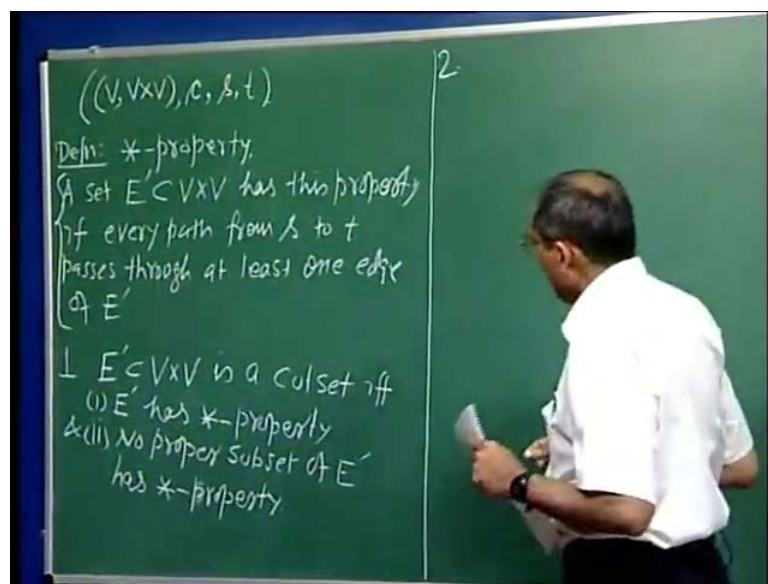 ((V, V×V), c, s, t)
Defn: *-property.
A set E' ⊂ V×V has this property
if every path from s to t
passes through at least one edge
of E'
1 E' ⊂ V×V is a cutset iff
(i) E' has *-property
&(ii) No proper subset of E'
has *-property.
2.